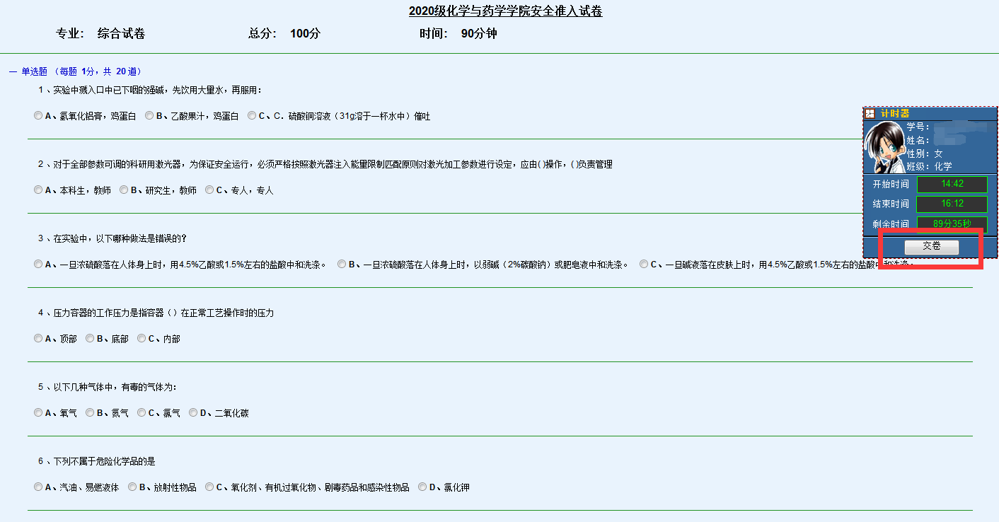 2020级化学与药学学院安全准入试卷
专业： 综合试卷 总分： 100分 时间： 90分钟
一 单选题 （每题 1分，共 20 道）
1 、实验中溅入口中已下咽的强碱，先饮用大量水，再服用：
A、氢氧化铝膏，鸡蛋白 B、乙酸果汁，鸡蛋白 C、C．硫酸铜溶液（31g溶于一杯水中）催吐
2 、对于全部参数可调的科研用激光器，为保证安全运行，必须严格按照激光器注入能量限制匹配原则对激光加工参数进行设定，应由( )操作，( )负责管理
A、本科生，教师 B、研究生，教师 C、专人，专人
3 、在实验中，以下哪种做法是错误的？
A、一旦浓硫酸落在人体身上时，用4.5%乙酸或1.5%左右的盐酸中和洗涤。 B、一旦浓硫酸落在人体身上时，以弱碱（2%碳酸钠）或肥皂液中和洗涤。 C、一旦碱液落在皮肤上时，用4.5%乙酸或1.5%左右的盐酸中和洗涤。
4 、压力容器的工作压力是指容器（）在正常工艺操作时的压力
A、顶部 B、底部 C、内部
5 、以下几种气体中，有毒的气体为：
A、氧气 B、氮气 C、氯气 D、二氧化碳
6 、下列不属于危险化学品的是
A、汽油、易燃液体 B、放射性物品 C、氧化剂、有机过氧化物、剧毒药品和感染性物品 D、氯化钾
计时器
学号：
姓名：
性别： 女
班级： 化学
开始时间 14:42
结束时间 16:12
剩余时间 89分35秒
交卷